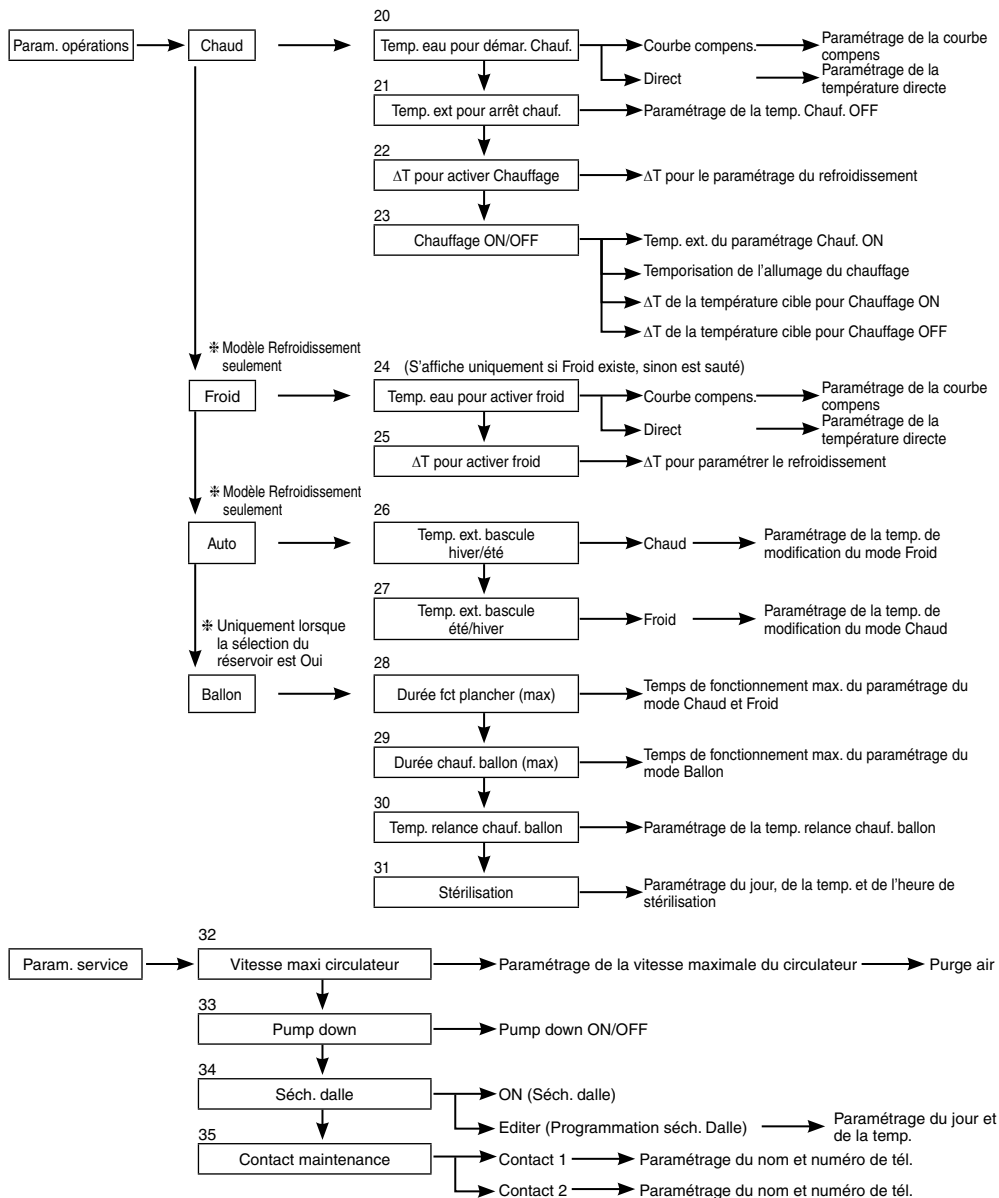 20
Param. opérations
Chaud
Temp. eau pour démar. Chauf.
Courbe compens.
Paramétrage de la courbe
compens
Direct
Paramétrage de la
température directe
21
Temp. ext pour arrêt chauf.
Paramétrage de la temp. Chauf. OFF
22
ΔT pour activer Chauffage
ΔT pour le paramétrage du refroidissement
23
Chauffage ON/OFF
Temp. ext. du paramétrage Chauf. ON
Temporisation de l'allumage du chauffage
ΔT de la température cible pour Chauffage ON
ΔT de la température cible pour Chauffage OFF
❉ Modèle Refroidissement
seulement
24 (S'affiche uniquement si Froid existe, sinon est sauté)
Froid
Temp. eau pour activer froid
Courbe compens.
Paramétrage de la courbe
compens
Direct
Paramétrage de la
température directe
25
ΔT pour activer froid
ΔT pour paramétrer le refroidissement
❉ Modèle Refroidissement
seulement
26
Auto
Temp. ext. bascule
hiver/été
Chaud
Paramétrage de la temp. de
modification du mode Froid
27
Temp. ext. bascule
été/hiver
Froid
Paramétrage de la temp. de
modification du mode Chaud
❉ Uniquement lorsque
la sélection du
réservoir est Oui
28
Ballon
Durée fct plancher (max)
Temps de fonctionnement max. du paramétrage du
mode Chaud et Froid
29
Durée chauf. ballon (max)
Temps de fonctionnement max. du paramétrage du
mode Ballon
30
Temp. relance chauf. ballon
Paramétrage de la temp. relance chauf. ballon
31
Stérilisation
Paramétrage du jour, de la temp. et de l'heure de
stérilisation
32
Param. service
Vitesse maxi circulateur
Paramétrage de la vitesse maximale du circulateur
Purge air
33
Pump down
Pump down ON/OFF
34
Séch. dalle
ON (Séch. dalle)
Editer (Programmation séch. Dalle)
Paramétrage du jour et
de la temp.
35
Contact maintenance
Contact 1
Paramétrage du nom et numéro de tél.
Contact 2
Paramétrage du nom et numéro de tél.